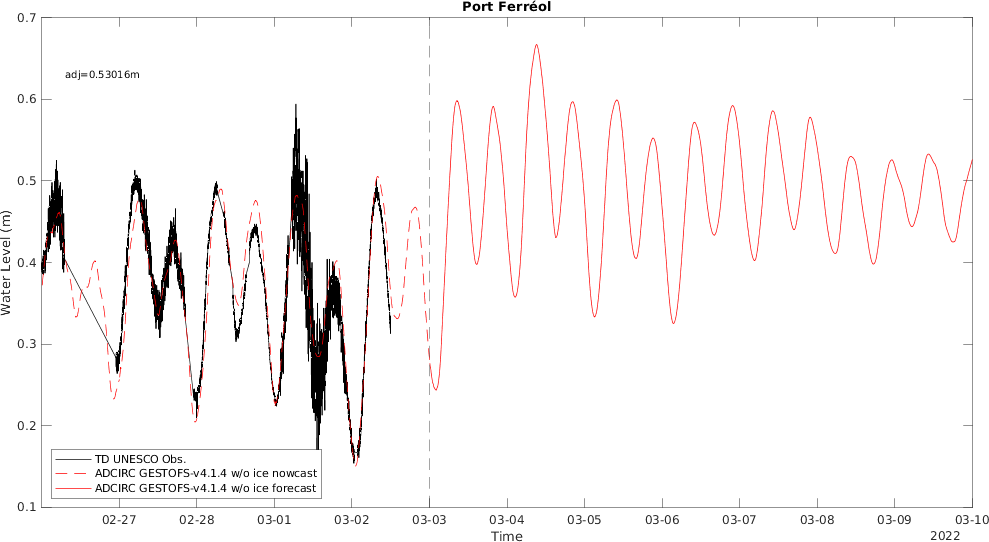 Port Ferréol
0.7
adj=0.53016m
0.6
0.5
Water Level (m)
0.4
0.3
0.2
TD UNESCO Obs.
ADCIRC GESTOFS-v4.1.4 w/o ice nowcast
ADCIRC GESTOFS-v4.1.4 w/o ice forecast
0.1
02-27 02-28 03-01 03-02 03-03 03-04 03-05 03-06 03-07 03-08 03-09 03-10
Time
2022